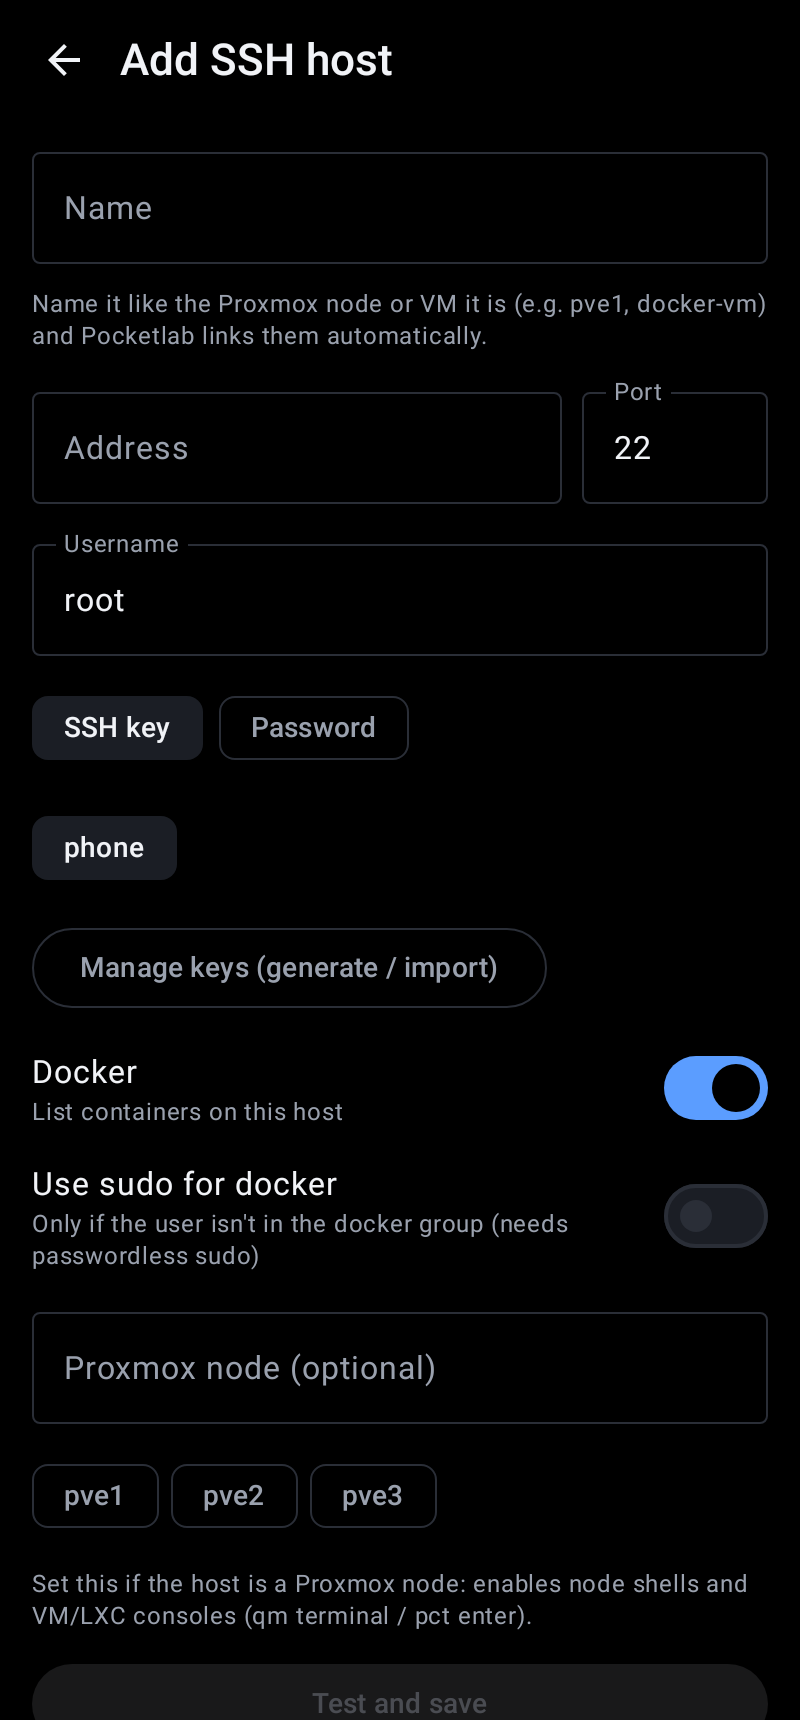 Add SSH host
Name
Name it like the Proxmox node or VM it is (e.g. pve1, docker-vm)
and Pocketlab links them automatically.
Address
Port
22
Username
root
SSH key
Password
phone
Manage keys (generate / import)
Docker
List containers on this host
Use sudo for docker
Only if the user isn't in the docker group (needs
passwordless sudo)
Proxmox node (optional)
pve1
pve2
pve3
Set this if the host is a Proxmox node: enables node shells and
VM/LXC consoles (qm terminal / pct enter).
Test and save